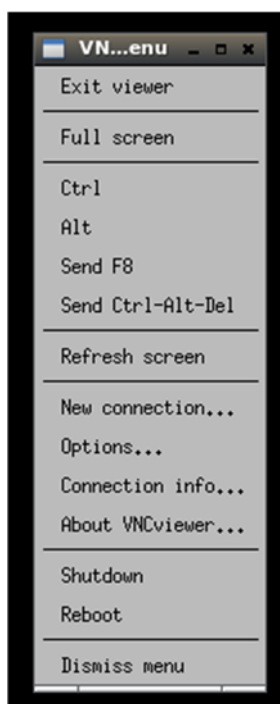 VN...enu
Exit viewer
Full screen
Ctrl
Alt
Send F8
Send Ctrl-Alt-Del
Refresh screen
New connection...
Options...
Connection info...
About VNCviewer...
Shutdown
Reboot
Dismiss menu